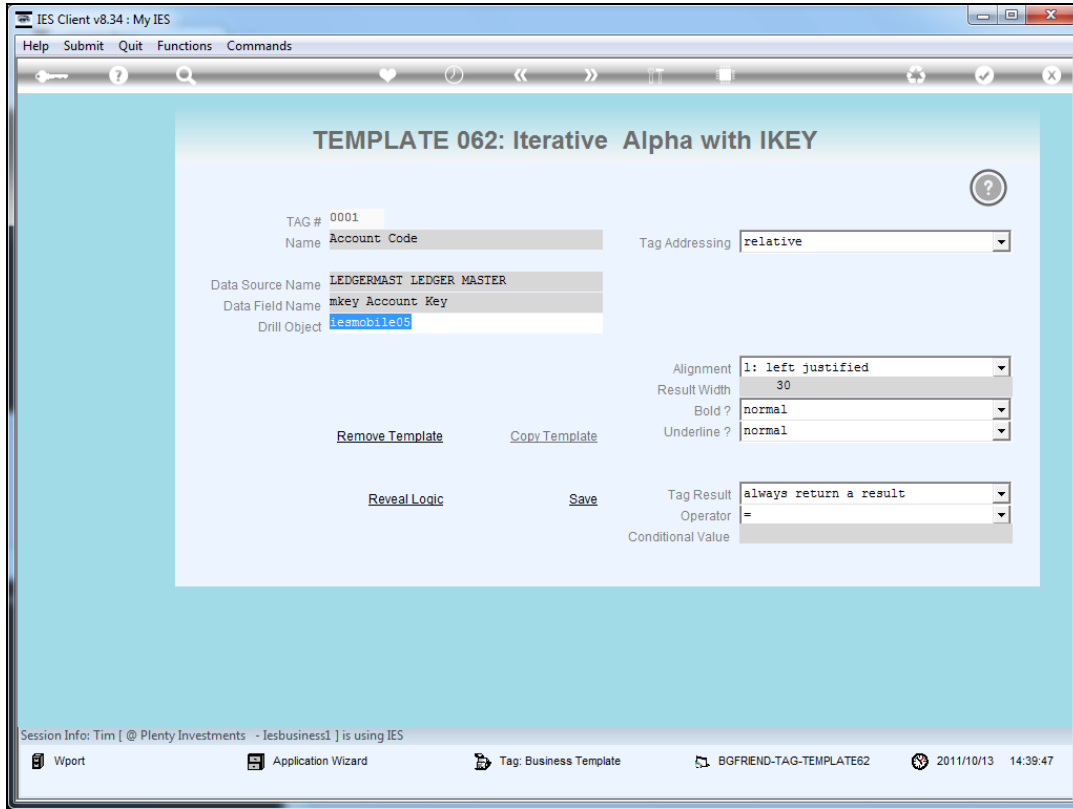 IES Client v8.34 : My IES
Help Submit Quit Functions Commands
TEMPLATE 062: Iterative Alpha with IKEY
TAG # 0001
Name Account Code Tag Addressing relative
Data Source Name LEDGERMAST LEDGER MASTER
Data Field Name mkey Account Key
Drill Object iesmobile05
Alignment l: left justified
Result Width 30
Bold ? normal
Remove Template Copy Template Underline ? normal
Reveal Logic Save Tag Result always return a result
Operator =
Conditional Value
Session Info: Tim [ @ Plenty Investments - Iesbusiness1 ] is using IES
Wport Application Wizard Tag: Business Template BGFRIEND-TAG-TEMPLATE62 2011/10/13 14:39:47